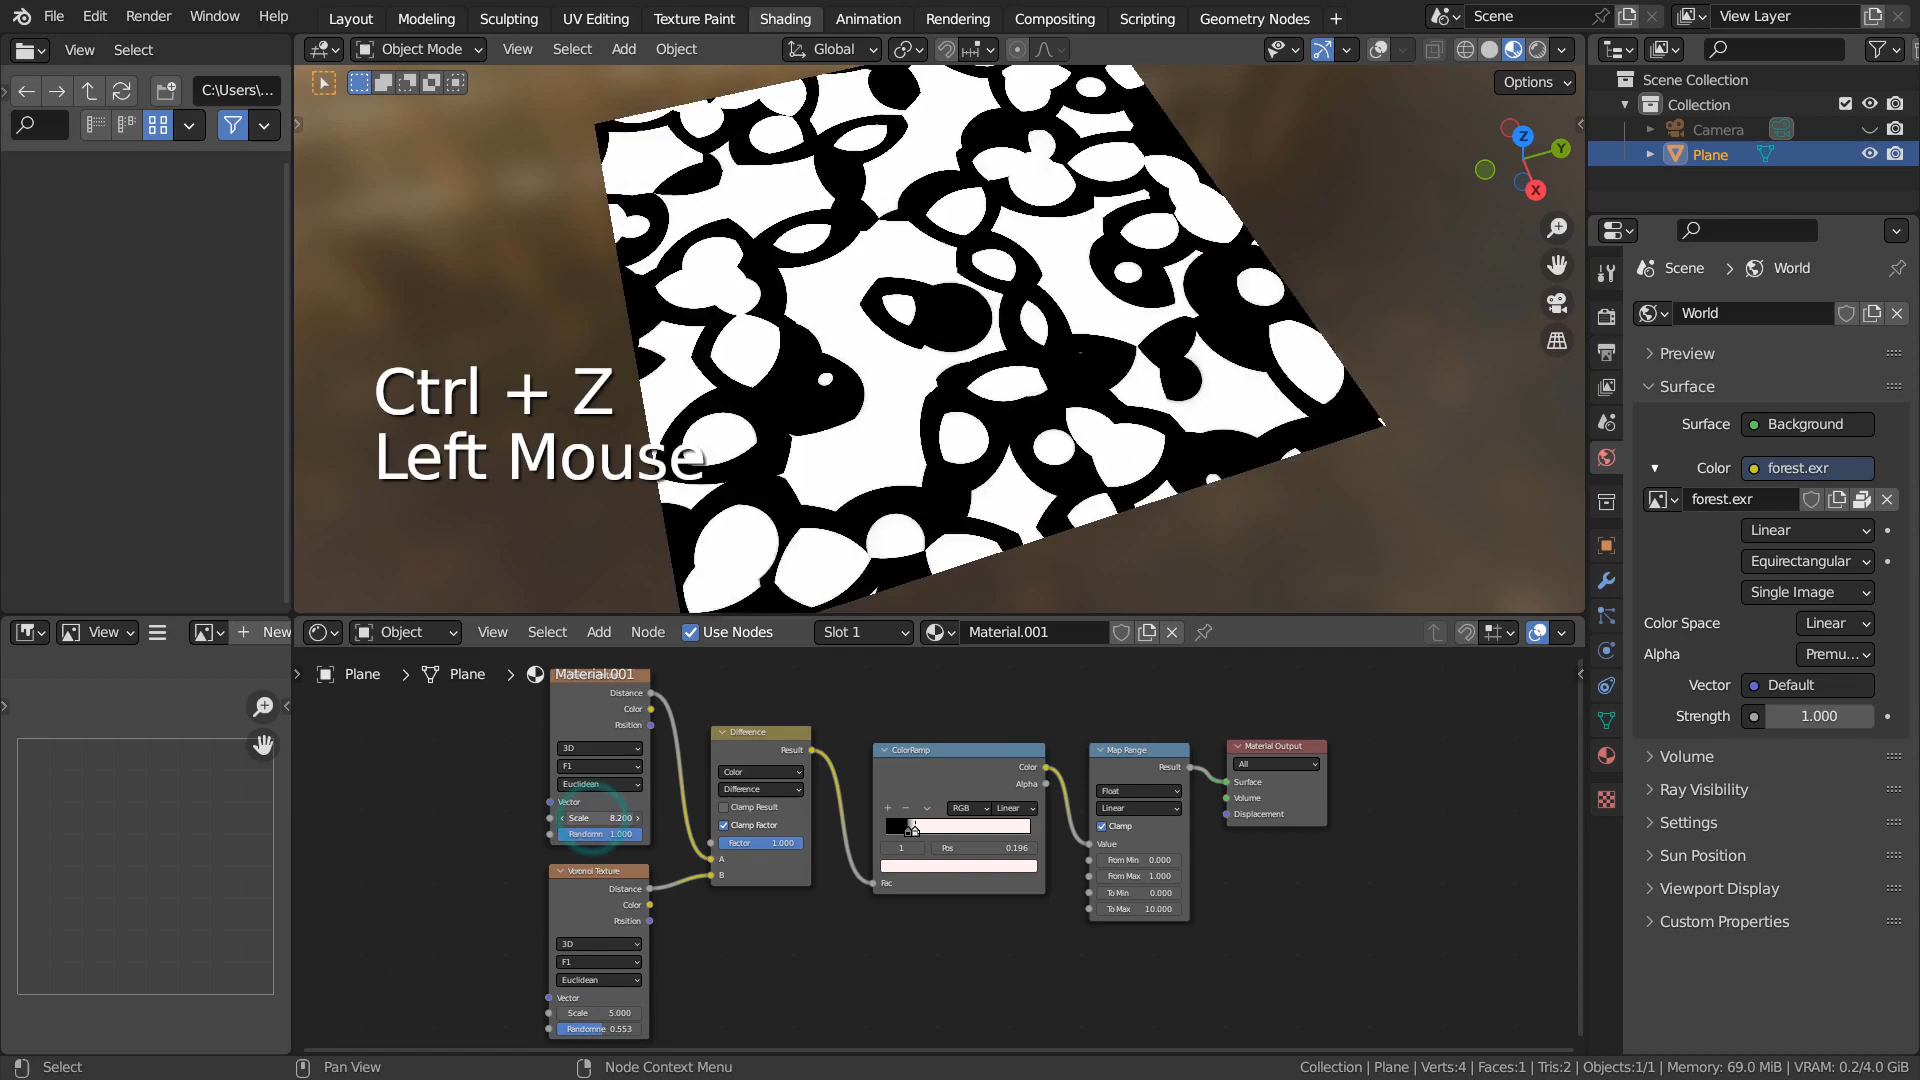 File Edit Render Window Help Layout Modeling Sculpting UV Editing Texture Paint Shading Animation Rendering Compositing Scripting Geometry Nodes + Scene View Layer
View Select
Object Mode View Select Add Object Global
C:\Users\...
Options
Z
Y
X
Scene Collection
Collection
Camera
Plane
Ctrl + Z
Left Mouse
Scene > World
World
Preview
Surface
Surface Background
Color forest.exr
forest.exr
Linear
Equirectangular
Single Image
Color Space Linear
Alpha Premu...
Vector Default
Strength 1.000
Volume
Ray Visibility
Settings
Sun Position
Viewport Display
Custom Properties
View New
Object View Select Add Node Use Nodes Slot 1 Material.001
Plane > Plane > Material.001
Distance
Color
Position
3D
F1
Euclidean
Vector
Scale 8.200
Randomn 1.000
Voronoi Texture
Distance
Color
Position
3D
F1
Euclidean
Vector
Scale 5.000
Randomne 0.553
Difference
Result
Color
Difference
Clamp Result
Clamp Factor
Factor 1.000
A
B
ColorRamp
Color
Alpha
+ − RGB Linear
1 Pos 0.196
Fac
Map Range
Result
Float
Linear
Clamp
Value
From Min 0.000
From Max 1.000
To Min 0.000
To Max 10.000
Material Output
All
Surface
Volume
Displacement
Select Pan View Node Context Menu Collection | Plane | Verts:4 | Faces:1 | Tris:2 | Objects:1/1 | Memory: 69.0 MiB | VRAM: 0.2/4.0 GiB